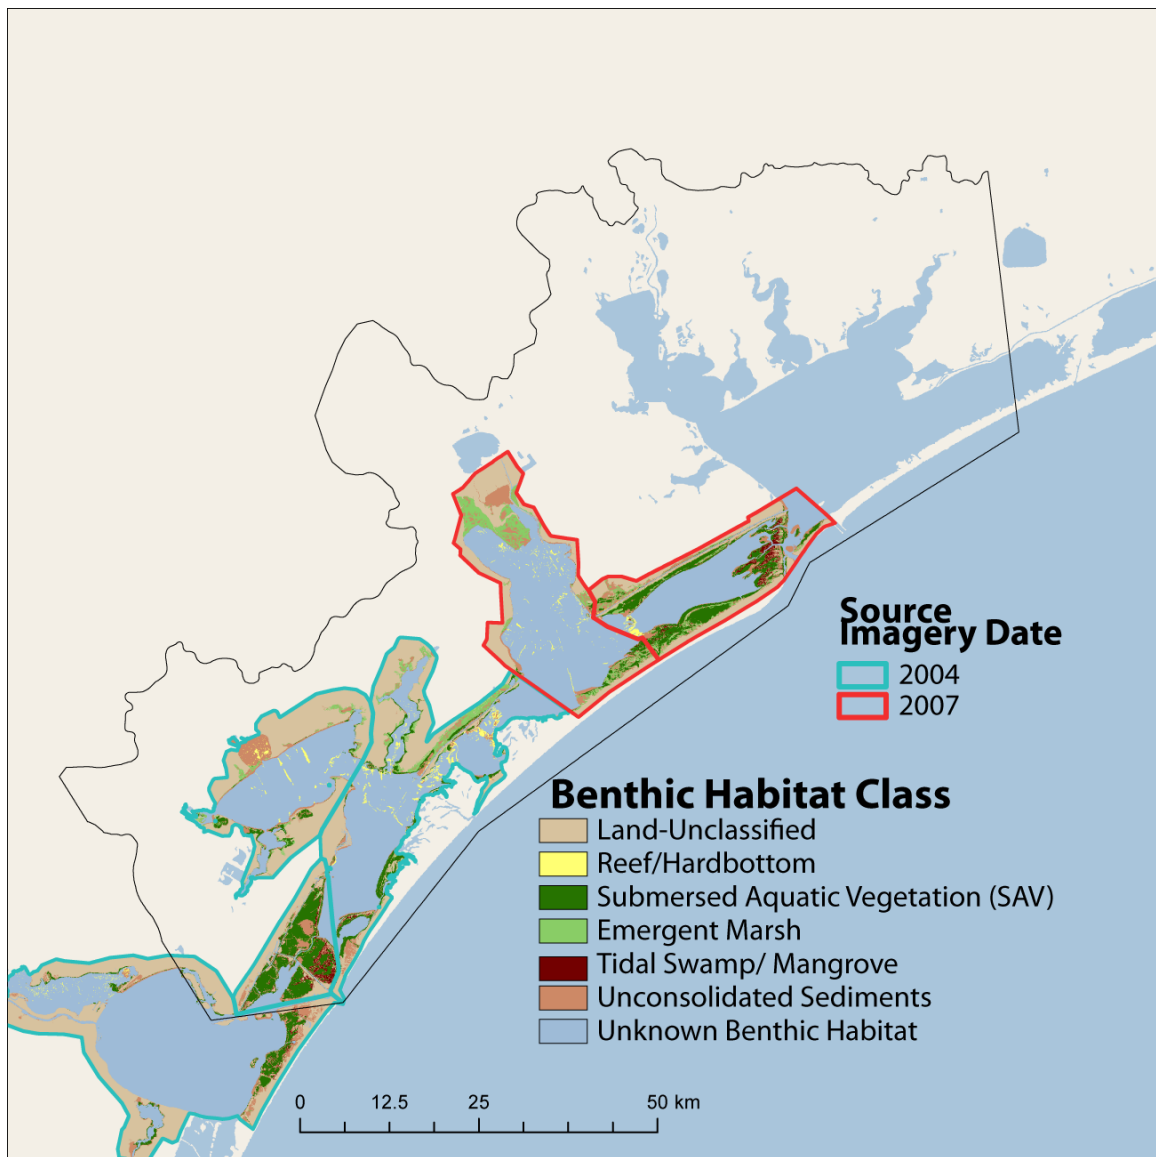 Source
Imagery Date
2004
2007
Benthic Habitat Class
Land-Unclassified
Reef/Hardbottom
Submersed Aquatic Vegetation (SAV)
Emergent Marsh
Tidal Swamp/ Mangrove
Unconsolidated Sediments
Unknown Benthic Habitat
0 12.5 25 50 km